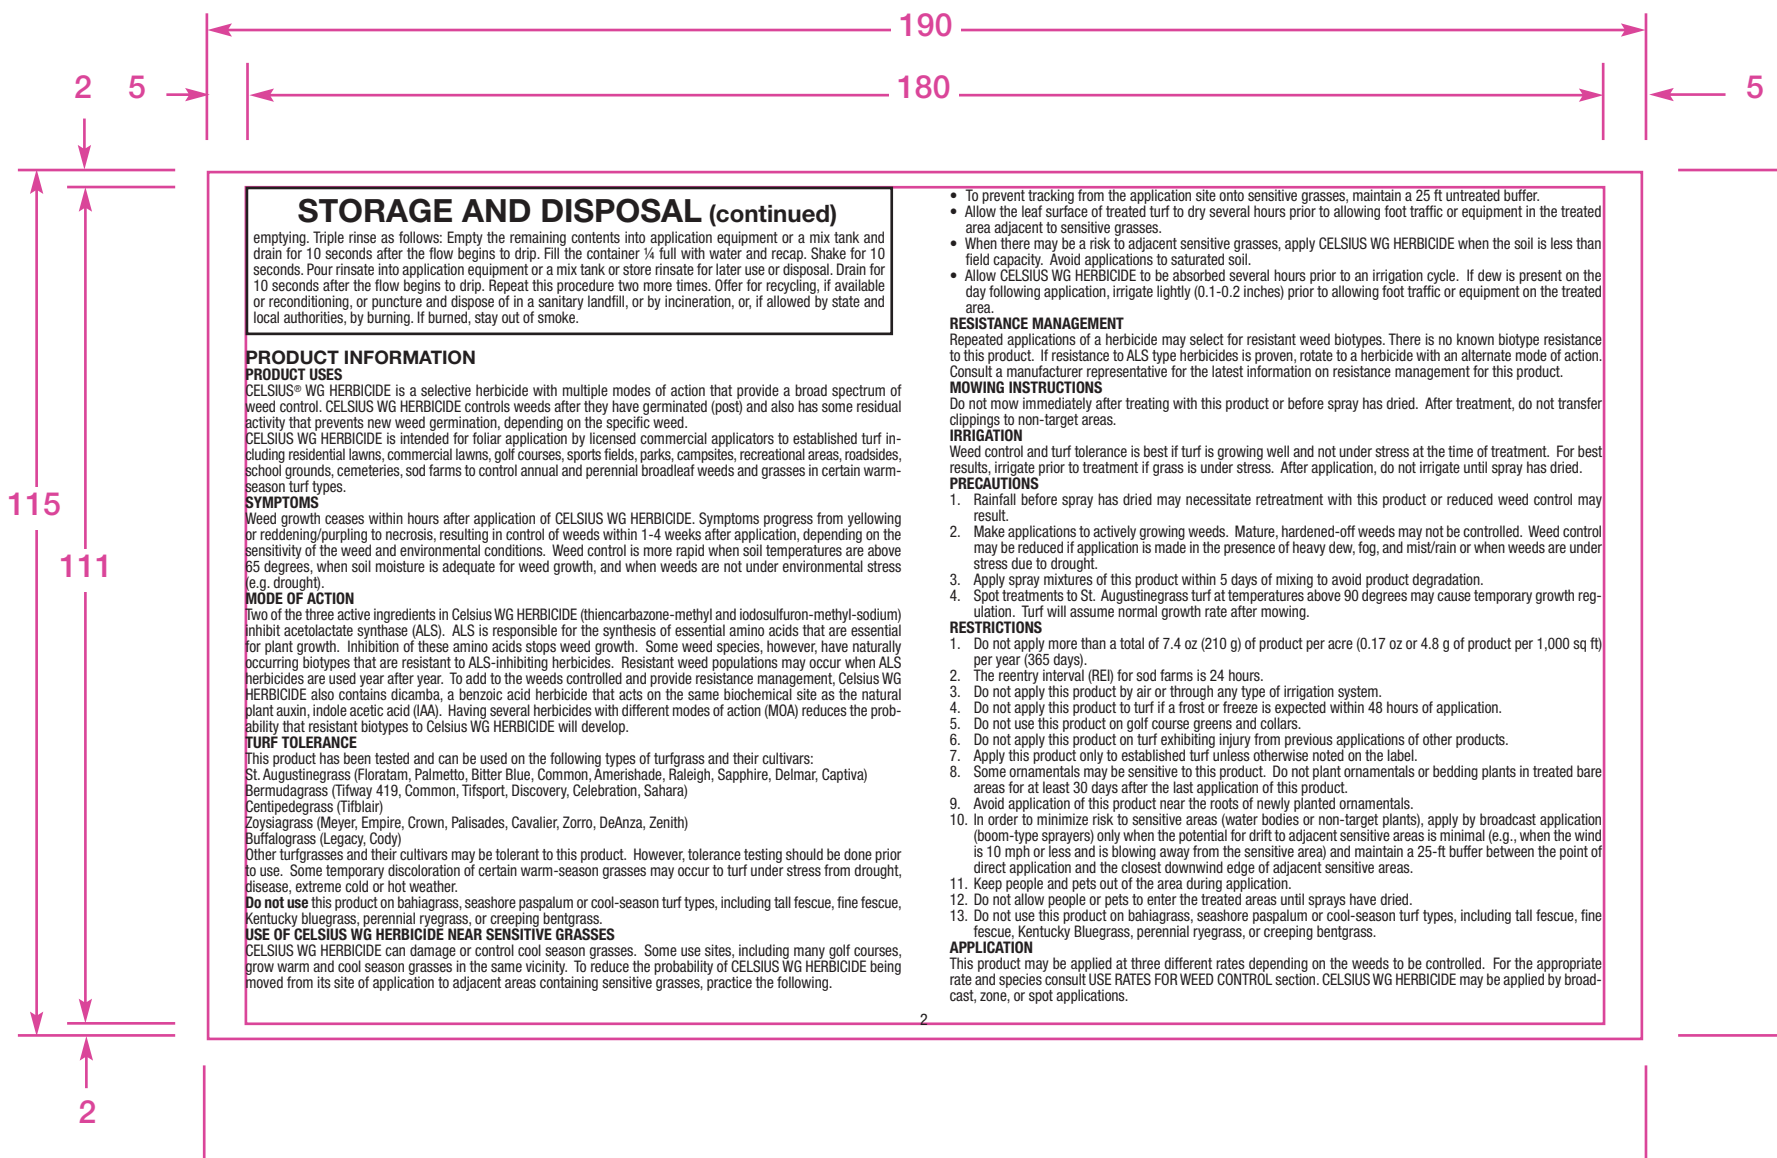 190
180
2
5
5
STORAGE AND DISPOSAL (continued)
emptying. Triple rinse as follows: Empty the remaining contents into application equipment or a mix tank and
drain for 10 seconds after the flow begins to drip. Fill the container ¼ full with water and recap. Shake for 10
seconds. Pour rinsate into application equipment or a mix tank or store rinsate for later use or disposal. Drain for
10 seconds after the flow begins to drip. Repeat this procedure two more times. Offer for recycling, if available
or reconditioning, or puncture and dispose of in a sanitary landfill, or by incineration, or, if allowed by state and
local authorities, by burning. If burned, stay out of smoke.
PRODUCT INFORMATION
PRODUCT USES
CELSIUS® WG HERBICIDE is a selective herbicide with multiple modes of action that provide a broad spectrum of
weed control. CELSIUS WG HERBICIDE controls weeds after they have germinated (post) and also has some residual
activity that prevents new weed germination, depending on the specific weed.
CELSIUS WG HERBICIDE is intended for foliar application by licensed commercial applicators to established turf in-
cluding residential lawns, commercial lawns, golf courses, sports fields, parks, campsites, recreational areas, roadsides,
school grounds, cemeteries, sod farms to control annual and perennial broadleaf weeds and grasses in certain warm-
season turf types.
SYMPTOMS
Weed growth ceases within hours after application of CELSIUS WG HERBICIDE. Symptoms progress from yellowing
or reddening/purpling to necrosis, resulting in control of weeds within 1-4 weeks after application, depending on the
sensitivity of the weed and environmental conditions. Weed control is more rapid when soil temperatures are above
65 degrees, when soil moisture is adequate for weed growth, and when weeds are not under environmental stress
(e.g. drought).
MODE OF ACTION
Two of the three active ingredients in Celsius WG HERBICIDE (thiencarbazone-methyl and iodosulfuron-methyl-sodium)
inhibit acetolactate synthase (ALS). ALS is responsible for the synthesis of essential amino acids that are essential
for plant growth. Inhibition of these amino acids stops weed growth. Some weed species, however, have naturally
occurring biotypes that are resistant to ALS-inhibiting herbicides. Resistant weed populations may occur when ALS
herbicides are used year after year. To add to the weeds controlled and provide resistance management, Celsius WG
HERBICIDE also contains dicamba, a benzoic acid herbicide that acts on the same biochemical site as the natural
plant auxin, indole acetic acid (IAA). Having several herbicides with different modes of action (MOA) reduces the prob-
ability that resistant biotypes to Celsius WG HERBICIDE will develop.
TURF TOLERANCE
This product has been tested and can be used on the following types of turfgrass and their cultivars:
St. Augustinegrass (Floratam, Palmetto, Bitter Blue, Common, Amerishade, Raleigh, Sapphire, Delmar, Captiva)
Bermudagrass (Tifway 419, Common, Tifsport, Discovery, Celebration, Sahara)
Centipedegrass (Tifblair)
Zoysiagrass (Meyer, Empire, Crown, Palisades, Cavalier, Zorro, DeAnza, Zenith)
Buffalograss (Legacy, Cody)
Other turfgrasses and their cultivars may be tolerant to this product. However, tolerance testing should be done prior
to use. Some temporary discoloration of certain warm-season grasses may occur to turf under stress from drought,
disease, extreme cold or hot weather.
Do not use this product on bahiagrass, seashore paspalum or cool-season turf types, including tall fescue, fine fescue,
Kentucky bluegrass, perennial ryegrass, or creeping bentgrass.
USE OF CELSIUS WG HERBICIDE NEAR SENSITIVE GRASSES
CELSIUS WG HERBICIDE can damage or control cool season grasses. Some use sites, including many golf courses,
grow warm and cool season grasses in the same vicinity. To reduce the probability of CELSIUS WG HERBICIDE being
moved from its site of application to adjacent areas containing sensitive grasses, practice the following.
• To prevent tracking from the application site onto sensitive grasses, maintain a 25 ft untreated buffer.
• Allow the leaf surface of treated turf to dry several hours prior to allowing foot traffic or equipment in the treated
area adjacent to sensitive grasses.
• When there may be a risk to adjacent sensitive grasses, apply CELSIUS WG HERBICIDE when the soil is less than
field capacity. Avoid applications to saturated soil.
• Allow CELSIUS WG HERBICIDE to be absorbed several hours prior to an irrigation cycle. If dew is present on the
day following application, irrigate lightly (0.1-0.2 inches) prior to allowing foot traffic or equipment on the treated
area.
RESISTANCE MANAGEMENT
Repeated applications of a herbicide may select for resistant weed biotypes. There is no known biotype resistance
to this product. If resistance to ALS type herbicides is proven, rotate to a herbicide with an alternate mode of action.
Consult a manufacturer representative for the latest information on resistance management for this product.
MOWING INSTRUCTIONS
Do not mow immediately after treating with this product or before spray has dried. After treatment, do not transfer
clippings to non-target areas.
IRRIGATION
Weed control and turf tolerance is best if turf is growing well and not under stress at the time of treatment. For best
results, irrigate prior to treatment if grass is under stress. After application, do not irrigate until spray has dried.
PRECAUTIONS
1. Rainfall before spray has dried may necessitate retreatment with this product or reduced weed control may
result.
2. Make applications to actively growing weeds. Mature, hardened-off weeds may not be controlled. Weed control
may be reduced if application is made in the presence of heavy dew, fog, and mist/rain or when weeds are under
stress due to drought.
3. Apply spray mixtures of this product within 5 days of mixing to avoid product degradation.
4. Spot treatments to St. Augustinegrass turf at temperatures above 90 degrees may cause temporary growth reg-
ulation. Turf will assume normal growth rate after mowing.
RESTRICTIONS
1. Do not apply more than a total of 7.4 oz (210 g) of product per acre (0.17 oz or 4.8 g of product per 1,000 sq ft)
per year (365 days).
2. The reentry interval (REI) for sod farms is 24 hours.
3. Do not apply this product by air or through any type of irrigation system.
4. Do not apply this product to turf if a frost or freeze is expected within 48 hours of application.
5. Do not use this product on golf course greens and collars.
6. Do not apply this product on turf exhibiting injury from previous applications of other products.
7. Apply this product only to established turf unless otherwise noted on the label.
8. Some ornamentals may be sensitive to this product. Do not plant ornamentals or bedding plants in treated bare
areas for at least 30 days after the last application of this product.
9. Avoid application of this product near the roots of newly planted ornamentals.
10. In order to minimize risk to sensitive areas (water bodies or non-target plants), apply by broadcast application
(boom-type sprayers) only when the potential for drift to adjacent sensitive areas is minimal (e.g., when the wind
is 10 mph or less and is blowing away from the sensitive area) and maintain a 25-ft buffer between the point of
direct application and the closest downwind edge of adjacent sensitive areas.
11. Keep people and pets out of the area during application.
12. Do not allow people or pets to enter the treated areas until sprays have dried.
13. Do not use this product on bahiagrass, seashore paspalum or cool-season turf types, including tall fescue, fine
fescue, Kentucky Bluegrass, perennial ryegrass, or creeping bentgrass.
APPLICATION
This product may be applied at three different rates depending on the weeds to be controlled. For the appropriate
rate and species consult USE RATES FOR WEED CONTROL section. CELSIUS WG HERBICIDE may be applied by broad-
cast, zone, or spot applications.
115
111
2
2